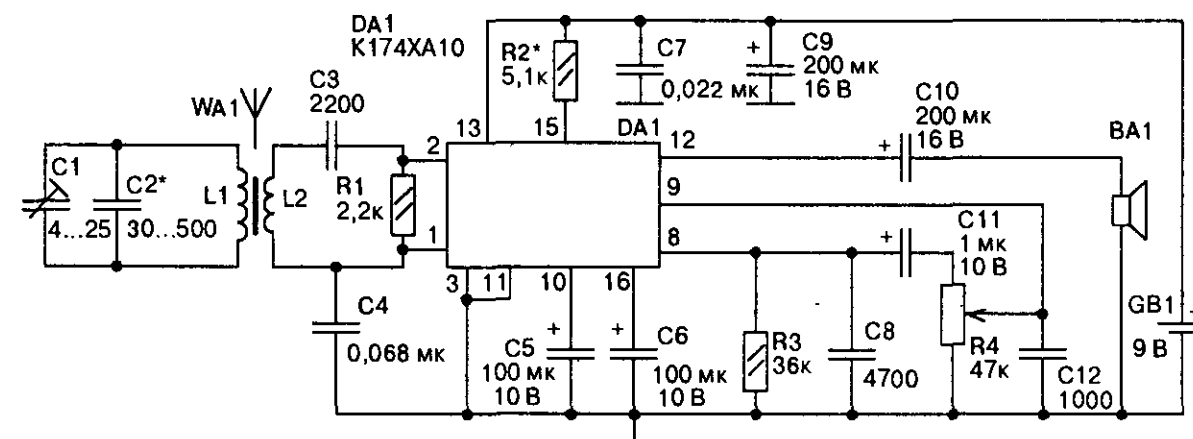 DA1
К174ХА10
R2*
5,1к
C7
0,022 мк
+
C9
200 мк
16 В
C3
2200
WA1
13
15
DA1
12
C10
200 мк
16 В
+
BA1
2
C1
4...25
C2*
30...500
L1
L2
R1
2,2к
9
C11
1 мк
10 В
+
1
8
3
11
10
16
C4
0,068 мк
+
C5
100 мк
10 В
+
C6
100 мк
10 В
R3
36к
C8
4700
R4
47к
C12
1000
GB1
9 В